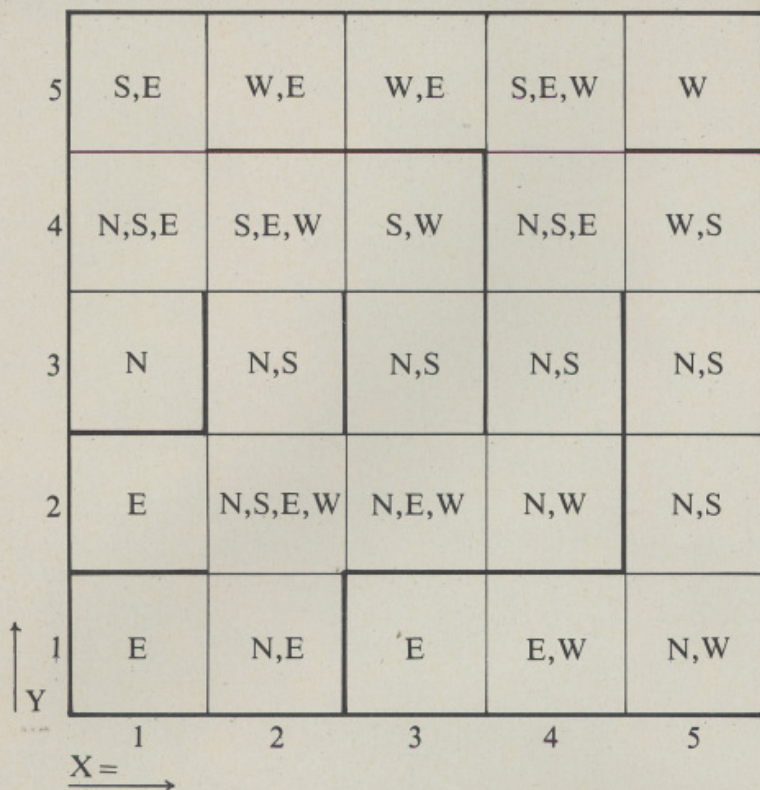 5 S,E W,E W,E S,E,W W
4 N,S,E S,E,W S,W N,S,E W,S
3 N N,S N,S N,S N,S
2 E N,S,E,W N,E,W N,W N,S
1 E N,E E E,W N,W
Y
1 2 3 4 5
X =